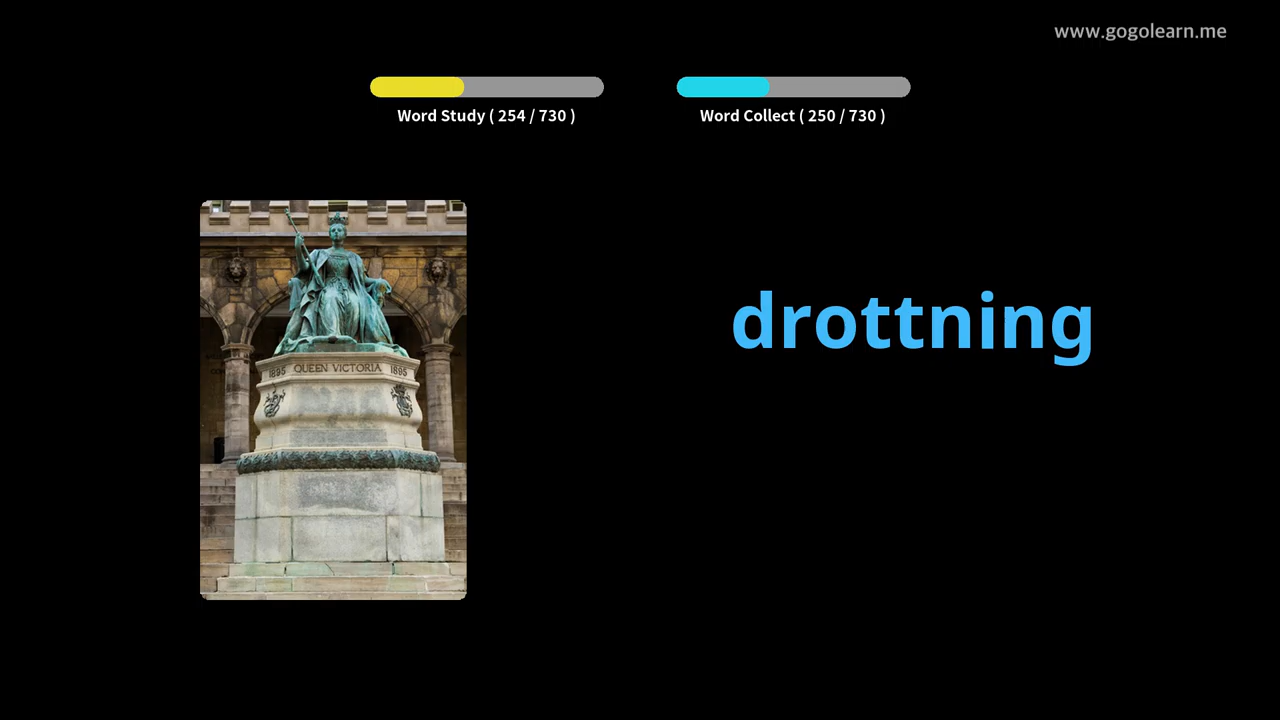 www.gogolearn.me
Word Study ( 254 / 730 )
Word Collect ( 250 / 730 )
drottning
1895 QUEEN VICTORIA 1895